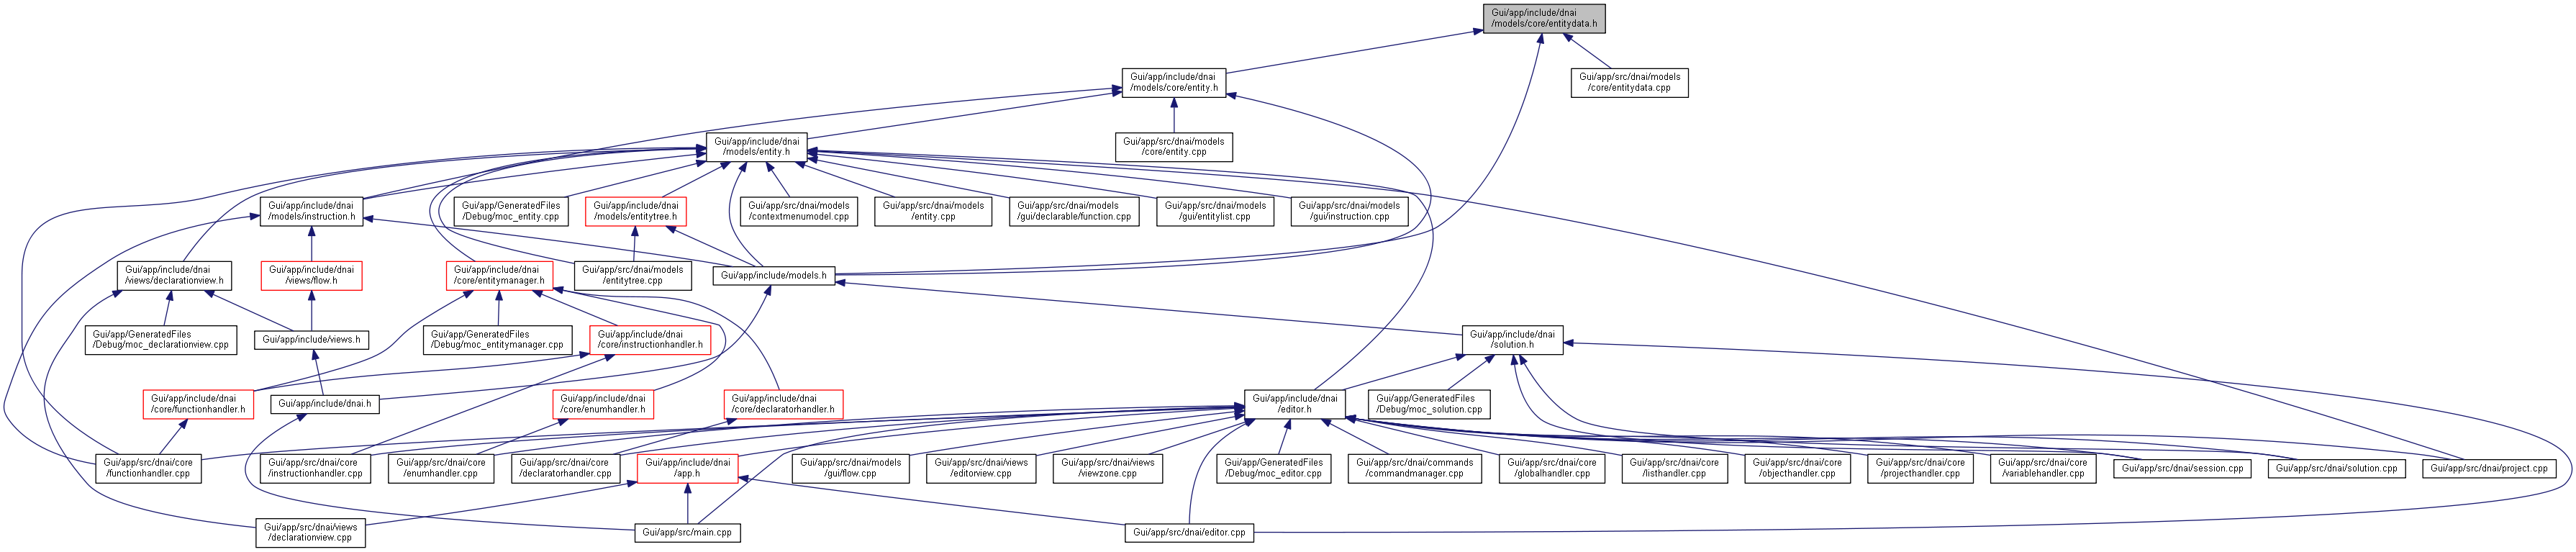 Gui/app/include/dnai
/models/core/entitydata.h
Gui/app/include/dnai
/models/core/entity.h
Gui/app/src/dnai/models
/core/entitydata.cpp
Gui/app/include/dnai
/models/entity.h
Gui/app/src/dnai/models
/core/entity.cpp
Gui/app/include/dnai
/models/instruction.h
Gui/app/GeneratedFiles
/Debug/moc_entity.cpp
Gui/app/include/dnai
/models/entitytree.h
Gui/app/src/dnai/models
/contextmenumodel.cpp
Gui/app/src/dnai/models
/entity.cpp
Gui/app/src/dnai/models
/gui/declarable/function.cpp
Gui/app/src/dnai/models
/gui/entitylist.cpp
Gui/app/src/dnai/models
/gui/instruction.cpp
Gui/app/include/dnai
/views/declarationview.h
Gui/app/include/dnai
/views/flow.h
Gui/app/include/dnai
/core/entitymanager.h
Gui/app/src/dnai/models
/entitytree.cpp
Gui/app/include/models.h
Gui/app/GeneratedFiles
/Debug/moc_declarationview.cpp
Gui/app/include/views.h
Gui/app/GeneratedFiles
/Debug/moc_entitymanager.cpp
Gui/app/include/dnai
/core/instructionhandler.h
Gui/app/include/dnai
/solution.h
Gui/app/include/dnai
/core/functionhandler.h
Gui/app/include/dnai.h
Gui/app/include/dnai
/core/enumhandler.h
Gui/app/include/dnai
/core/declaratorhandler.h
Gui/app/include/dnai
/editor.h
Gui/app/GeneratedFiles
/Debug/moc_solution.cpp
Gui/app/src/dnai/core
/functionhandler.cpp
Gui/app/src/dnai/core
/instructionhandler.cpp
Gui/app/src/dnai/core
/enumhandler.cpp
Gui/app/src/dnai/core
/declaratorhandler.cpp
Gui/app/include/dnai
/app.h
Gui/app/src/dnai/models
/gui/flow.cpp
Gui/app/src/dnai/views
/editorview.cpp
Gui/app/src/dnai/views
/viewzone.cpp
Gui/app/GeneratedFiles
/Debug/moc_editor.cpp
Gui/app/src/dnai/commands
/commandmanager.cpp
Gui/app/src/dnai/core
/globalhandler.cpp
Gui/app/src/dnai/core
/listhandler.cpp
Gui/app/src/dnai/core
/objecthandler.cpp
Gui/app/src/dnai/core
/projecthandler.cpp
Gui/app/src/dnai/core
/variablehandler.cpp
Gui/app/src/dnai/session.cpp
Gui/app/src/dnai/solution.cpp
Gui/app/src/dnai/project.cpp
Gui/app/src/dnai/views
/declarationview.cpp
Gui/app/src/main.cpp
Gui/app/src/dnai/editor.cpp